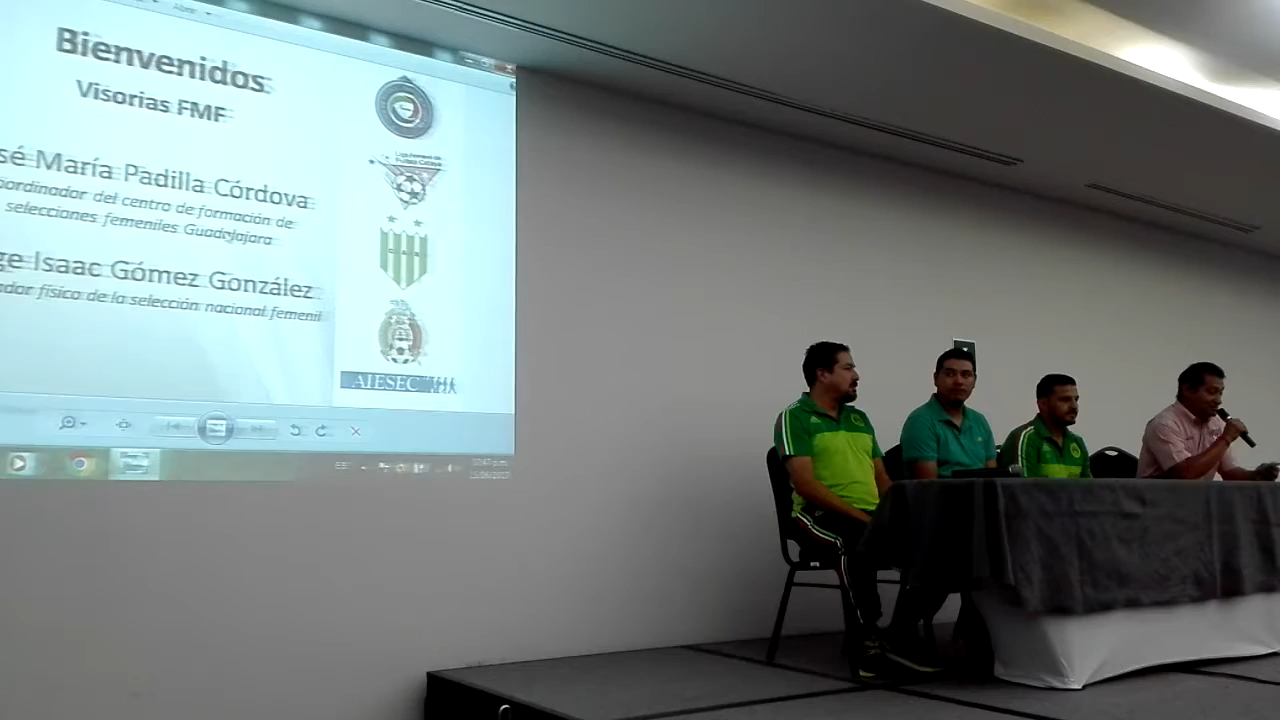 Bienvenidos
Visorias FMF
sé María Padilla Córdova
oordinador del centro de formación de
selecciones femeniles Guadalajara
ge Isaac Gómez González
ador físico de la selección nacional femenil
AIESEC